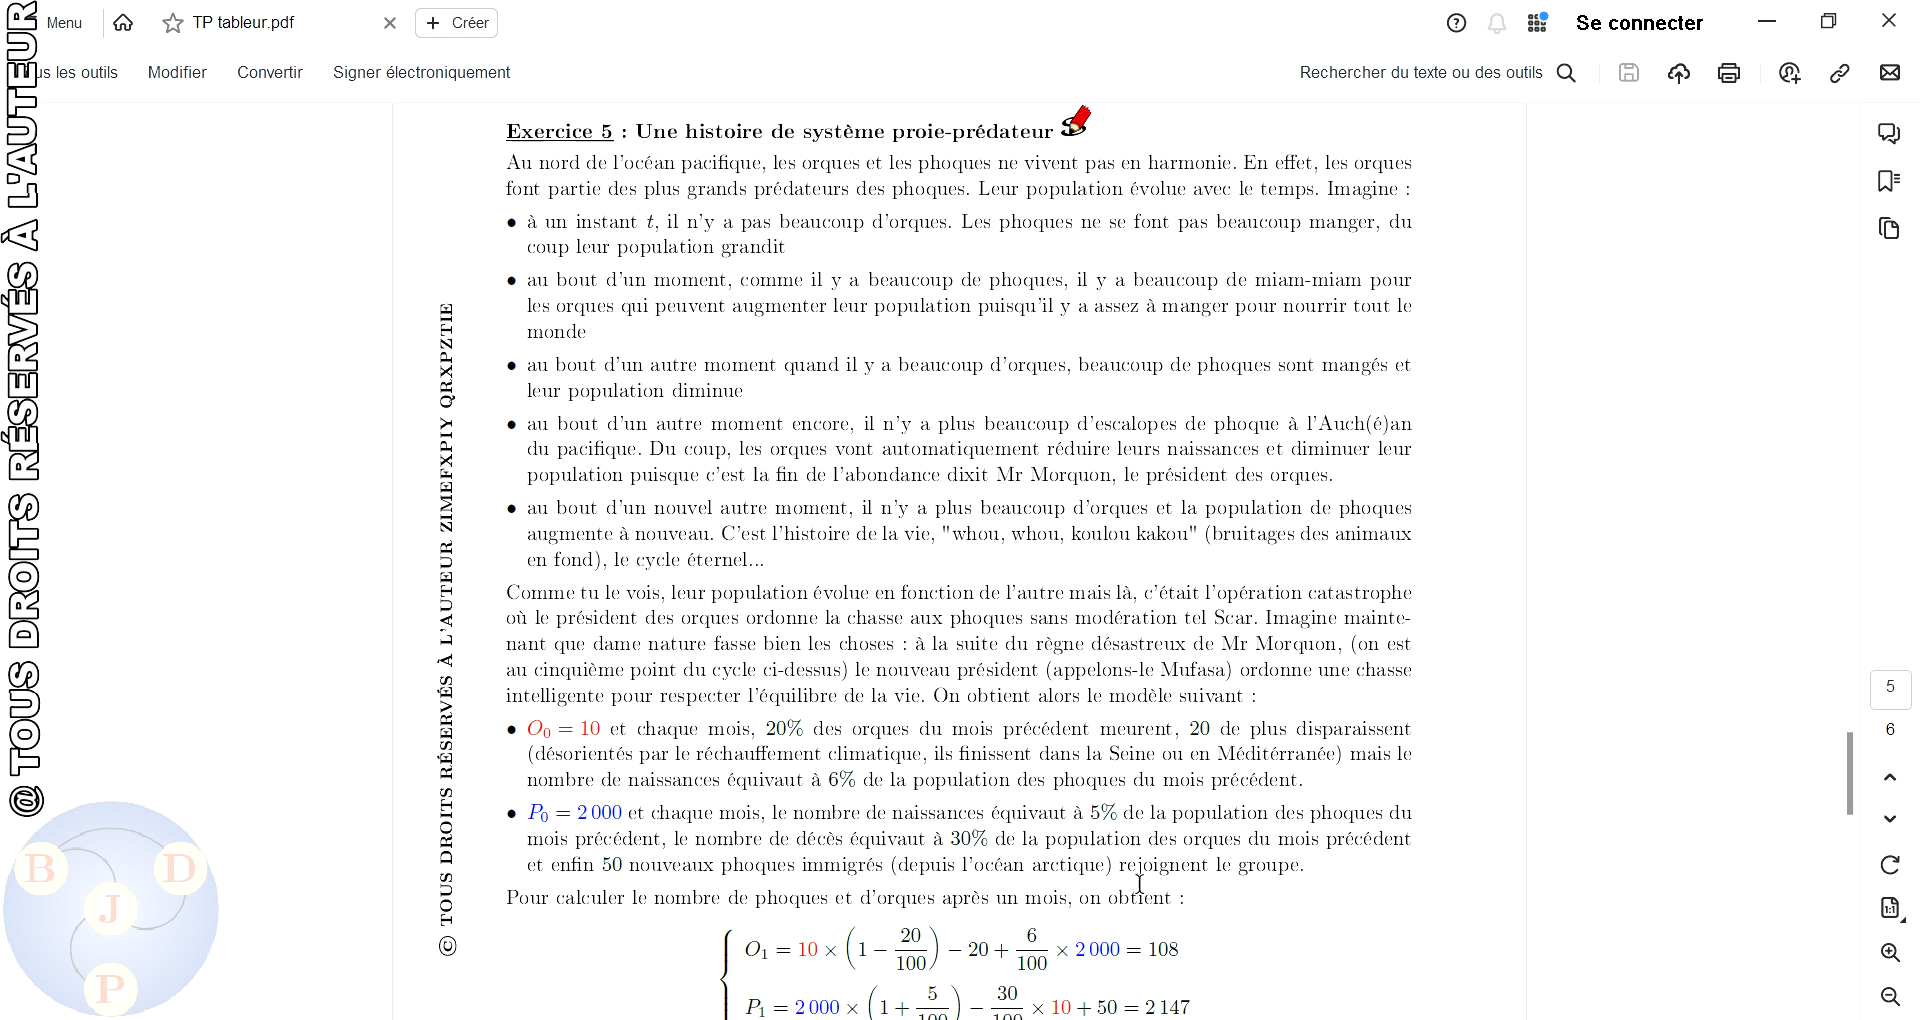 Menu
TP tableur.pdf
Créer
Se connecter
us les outils
Modifier
Convertir
Signer électroniquement
Rechercher du texte ou des outils
@ TOUS DROITS RÉSERVÉS À L'AUTEUR
© TOUS DROITS RÉSERVÉS À L'AUTEUR ZIMEFXPIY QRXPZTIE
Exercice 5 : Une histoire de système proie-prédateur
Au nord de l'océan pacifique, les orques et les phoques ne vivent pas en harmonie. En effet, les orques
font partie des plus grands prédateurs des phoques. Leur population évolue avec le temps. Imagine :
• à un instant t, il n'y a pas beaucoup d'orques. Les phoques ne se font pas beaucoup manger, du
coup leur population grandit
• au bout d'un moment, comme il y a beaucoup de phoques, il y a beaucoup de miam-miam pour
les orques qui peuvent augmenter leur population puisqu'il y a assez à manger pour nourrir tout le
monde
• au bout d'un autre moment quand il y a beaucoup d'orques, beaucoup de phoques sont mangés et
leur population diminue
• au bout d'un autre moment encore, il n'y a plus beaucoup d'escalopes de phoque à l'Auch(é)an
du pacifique. Du coup, les orques vont automatiquement réduire leurs naissances et diminuer leur
population puisque c'est la fin de l'abondance dixit Mr Morquon, le président des orques.
• au bout d'un nouvel autre moment, il n'y a plus beaucoup d'orques et la population de phoques
augmente à nouveau. C'est l'histoire de la vie, "whou, whou, koulou kakou" (bruitages des animaux
en fond), le cycle éternel...
Comme tu le vois, leur population évolue en fonction de l'autre mais là, c'était l'opération catastrophe
où le président des orques ordonne la chasse aux phoques sans modération tel Scar. Imagine mainte-
nant que dame nature fasse bien les choses : à la suite du règne désastreux de Mr Morquon, (on est
au cinquième point du cycle ci-dessus) le nouveau président (appelons-le Mufasa) ordonne une chasse
intelligente pour respecter l'équilibre de la vie. On obtient alors le modèle suivant :
• O₀ = 10 et chaque mois, 20% des orques du mois précédent meurent, 20 de plus disparaissent
(désorientés par le réchauffement climatique, ils finissent dans la Seine ou en Méditérranée) mais le
nombre de naissances équivaut à 6% de la population des phoques du mois précédent.
• P₀ = 2 000 et chaque mois, le nombre de naissances équivaut à 5% de la population des phoques du
mois précédent, le nombre de décès équivaut à 30% de la population des orques du mois précédent
et enfin 50 nouveaux phoques immigrés (depuis l'océan arctique) rejoignent le groupe.
Pour calculer le nombre de phoques et d'orques après un mois, on obtient :
O₁ = 10 × (1 − 20/100) − 20 + 6/100 × 2 000 = 108
P₁ = 2 000 × (1 + 5/100) − 30/100 × 10 + 50 = 2 147
5
6
1:1
B
D
J
P